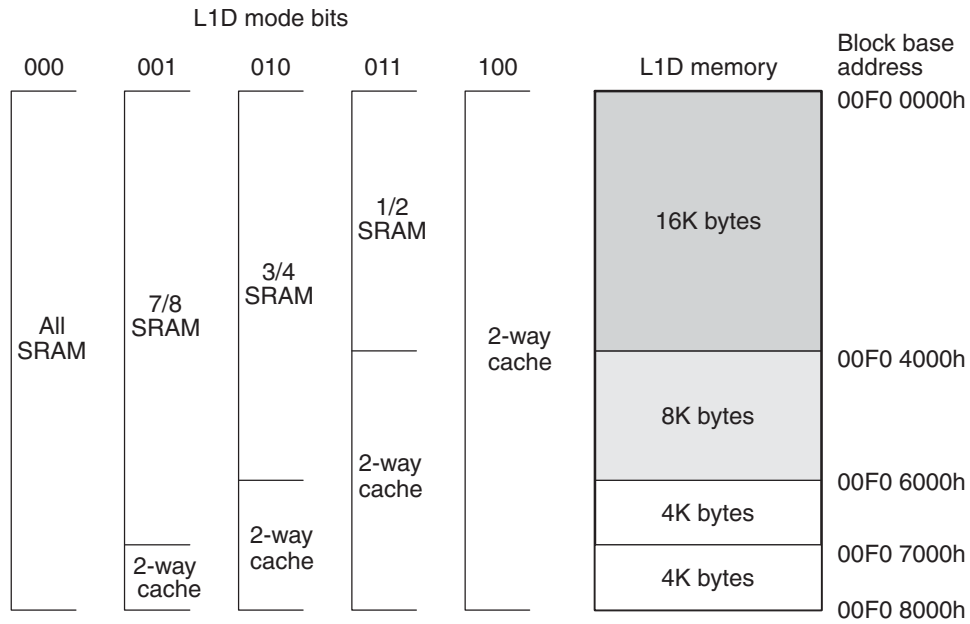 L1D mode bits
000 001 010 011 100 L1D memory
Block base
address
00F0 0000h
1/2
SRAM
16K bytes
3/4
SRAM
7/8
SRAM
All
SRAM
2-way
cache
00F0 4000h
8K bytes
2-way
cache
00F0 6000h
4K bytes
2-way
cache
00F0 7000h
2-way
cache
4K bytes
00F0 8000h